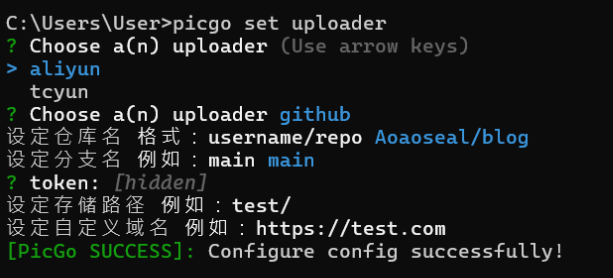 C:\Users\User>picgo set uploader
? Choose a(n) uploader (Use arrow keys)
> aliyun
tcyun
? Choose a(n) uploader github
设定仓库名 格式：username/repo Aoaoseal/blog
设定分支名 例如：main main
? token: [hidden]
设定存储路径 例如：test/
设定自定义域名 例如：https://test.com
[PicGo SUCCESS]: Configure config successfully!